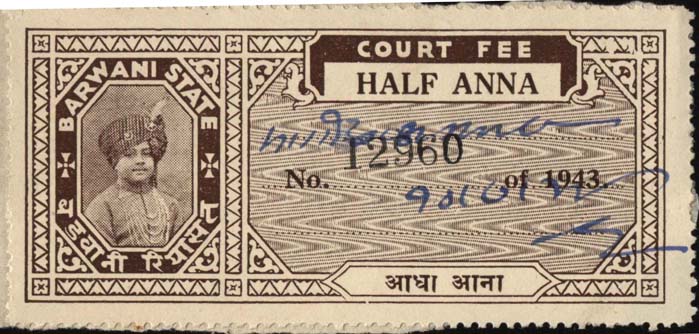 BARWANI STATE
बड़वानी रियासत
COURT FEE
HALF ANNA
12960
No. of 1943.
आधा आना